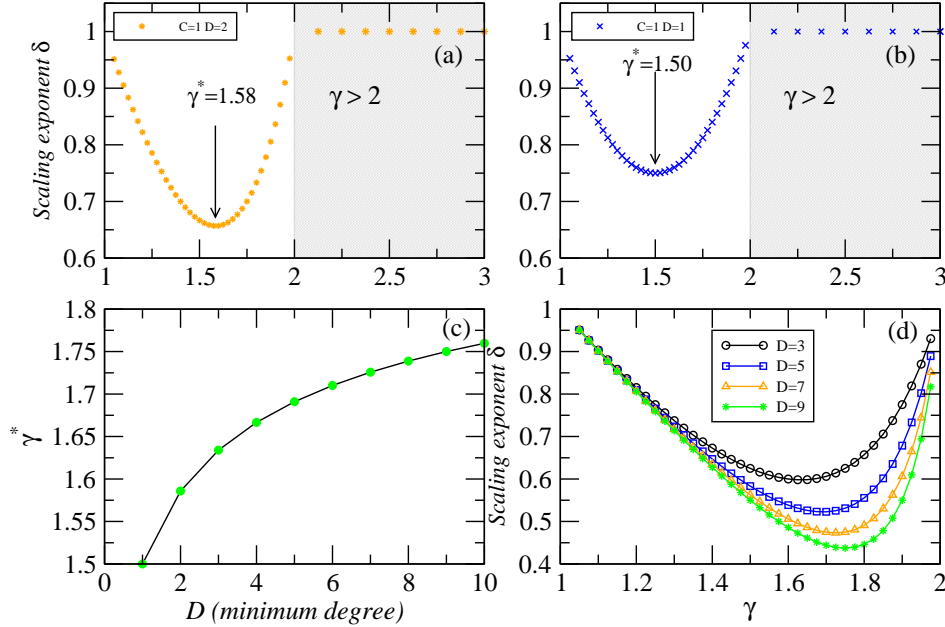 C=1 D=2
(a)
γ*=1.58
γ > 2
Scaling exponent δ
1
0.9
0.8
0.7
0.6
1
1.5
2
2.5
3
C=1 D=1
(b)
γ*=1.50
γ > 2
1
0.9
0.8
0.7
0.6
1
1.5
2
2.5
3
(c)
γ*
1.8
1.75
1.7
1.65
1.6
1.55
1.5
0
2
4
6
8
10
D (minimum degree)
(d)
D=3
D=5
D=7
D=9
Scaling exponent δ
1
0.9
0.8
0.7
0.6
0.5
0.4
1
1.2
1.4
1.6
1.8
2
γ